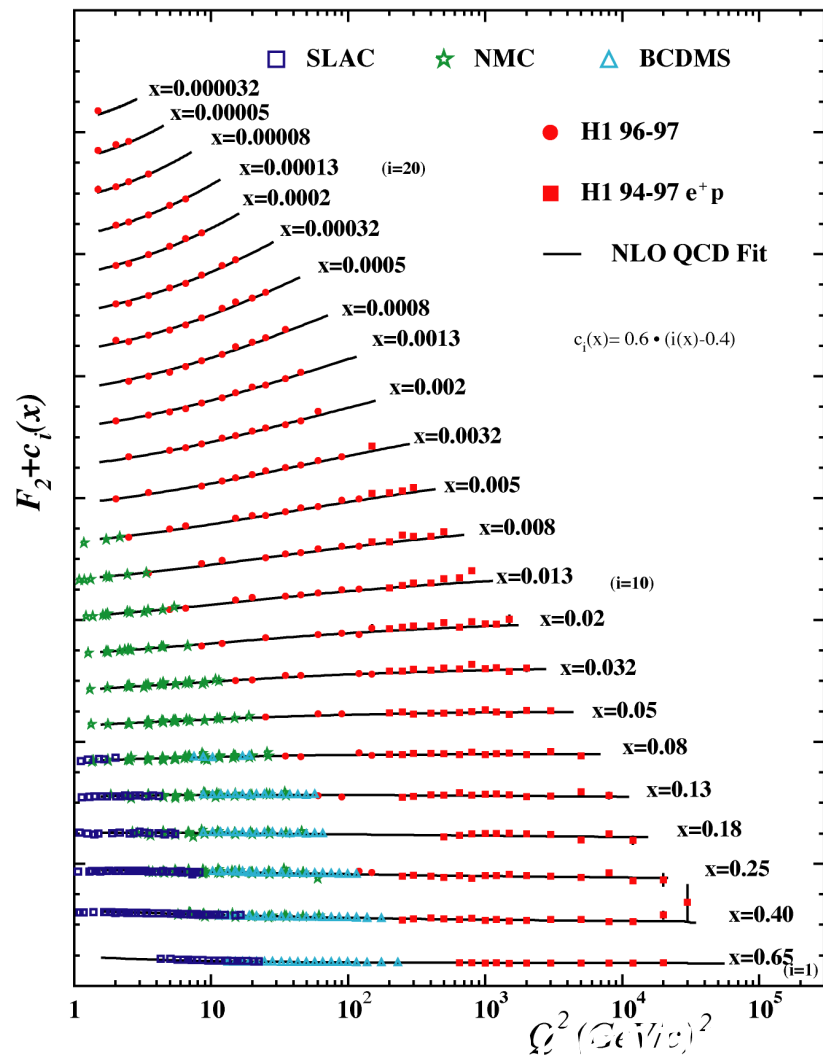 SLAC NMC BCDMS
x=0.000032
x=0.00005
x=0.00008
x=0.00013 (i=20)
x=0.0002
x=0.00032
x=0.0005
x=0.0008
x=0.0013
x=0.002
x=0.0032
x=0.005
x=0.008
x=0.013 (i=10)
x=0.02
x=0.032
x=0.05
x=0.08
x=0.13
x=0.18
x=0.25
x=0.40
x=0.65
(i=1)
H1 96-97
H1 94-97 e⁺p
NLO QCD Fit
cᵢ(x)= 0.6 • (i(x)-0.4)
F₂+cᵢ(x)
1 10 10² 10³ 10⁴ 10⁵
Q² (GeV/c)²